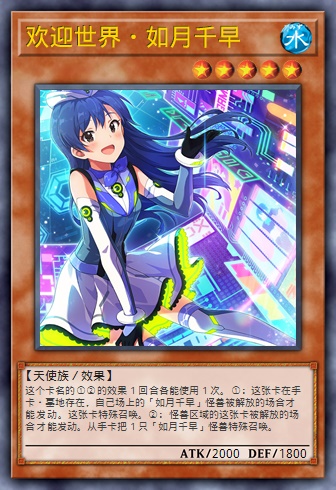 欢迎世界·如月千早
水
【天使族／效果】
这个卡名的①②的效果1回合各能使用1次。①：这张卡在手
卡·墓地存在，自己场上的「如月千早」怪兽被解放的场合才
能发动。这张卡特殊召唤。②：怪兽区域的这张卡被解放的场
合才能发动。从手卡把1只「如月千早」怪兽特殊召唤。
ATK/2000 DEF/1800